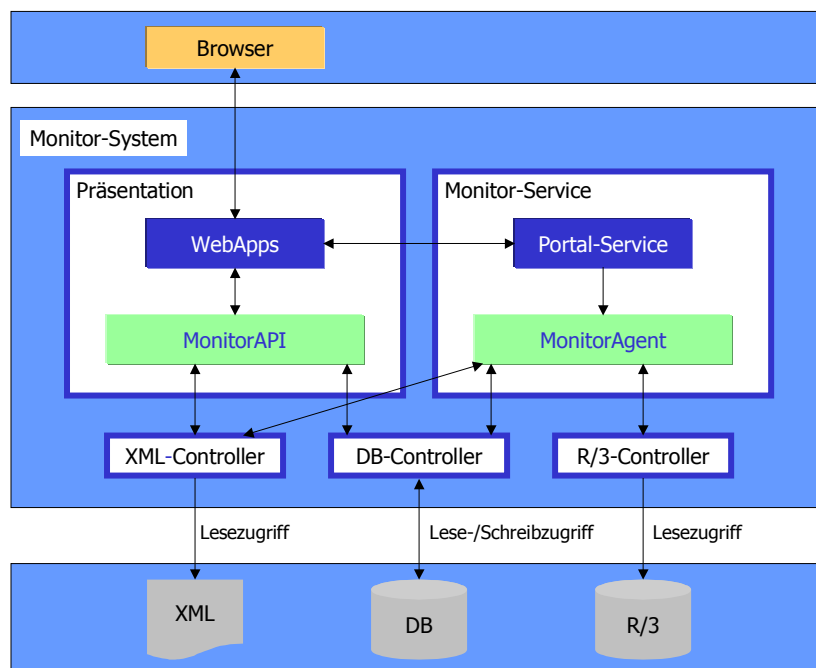 Browser
Monitor-System
Präsentation
Monitor-Service
WebApps
Portal-Service
MonitorAPI
MonitorAgent
XML-Controller
DB-Controller
R/3-Controller
Lesezugriff
Lese-/Schreibzugriff
Lesezugriff
XML
DB
R/3